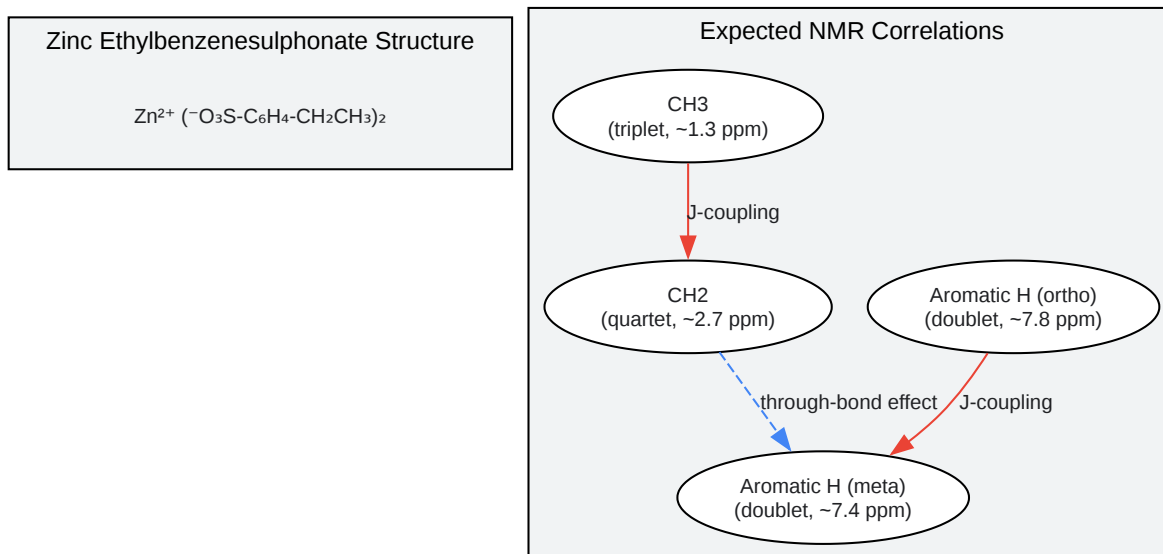 Zinc Ethylbenzenesulphonate Structure
Zn²⁺ (⁻O₃S-C₆H₄-CH₂CH₃)₂
Expected NMR Correlations
CH3
(triplet, ~1.3 ppm)
J-coupling
CH2
(quartet, ~2.7 ppm)
Aromatic H (ortho)
(doublet, ~7.8 ppm)
through-bond effect
J-coupling
Aromatic H (meta)
(doublet, ~7.4 ppm)